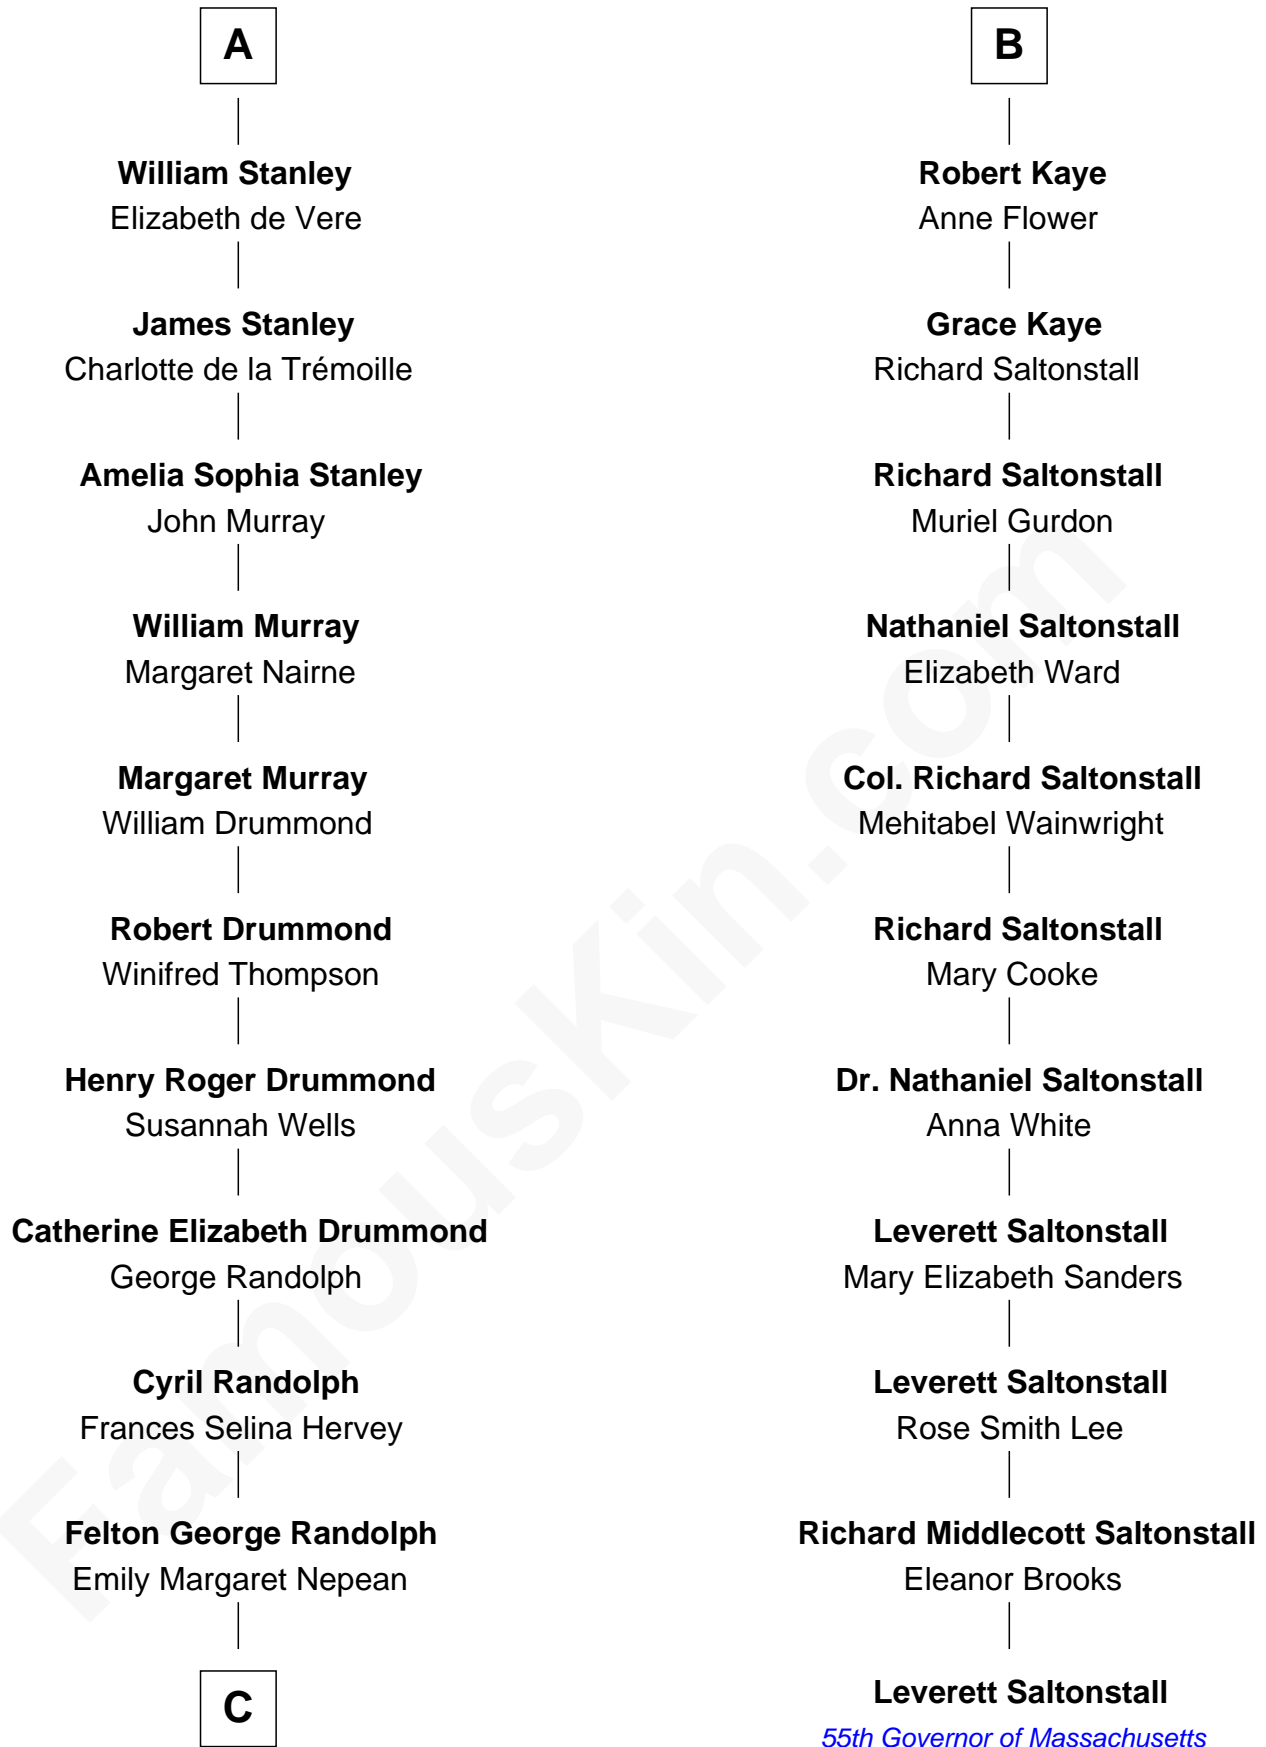 A
William Stanley
Elizabeth de Vere
James Stanley
Charlotte de la Trémoille
Amelia Sophia Stanley
John Murray
William Murray
Margaret Nairne
Margaret Murray
William Drummond
Robert Drummond
Winifred Thompson
Henry Roger Drummond
Susannah Wells
Catherine Elizabeth Drummond
George Randolph
Cyril Randolph
Frances Selina Hervey
Felton George Randolph
Emily Margaret Nepean
C
B
Robert Kaye
Anne Flower
Grace Kaye
Richard Saltonstall
Richard Saltonstall
Muriel Gurdon
Nathaniel Saltonstall
Elizabeth Ward
Col. Richard Saltonstall
Mehitabel Wainwright
Richard Saltonstall
Mary Cooke
Dr. Nathaniel Saltonstall
Anna White
Leverett Saltonstall
Mary Elizabeth Sanders
Leverett Saltonstall
Rose Smith Lee
Richard Middlecott Saltonstall
Eleanor Brooks
Leverett Saltonstall
55th Governor of Massachusetts
FamousKin.com